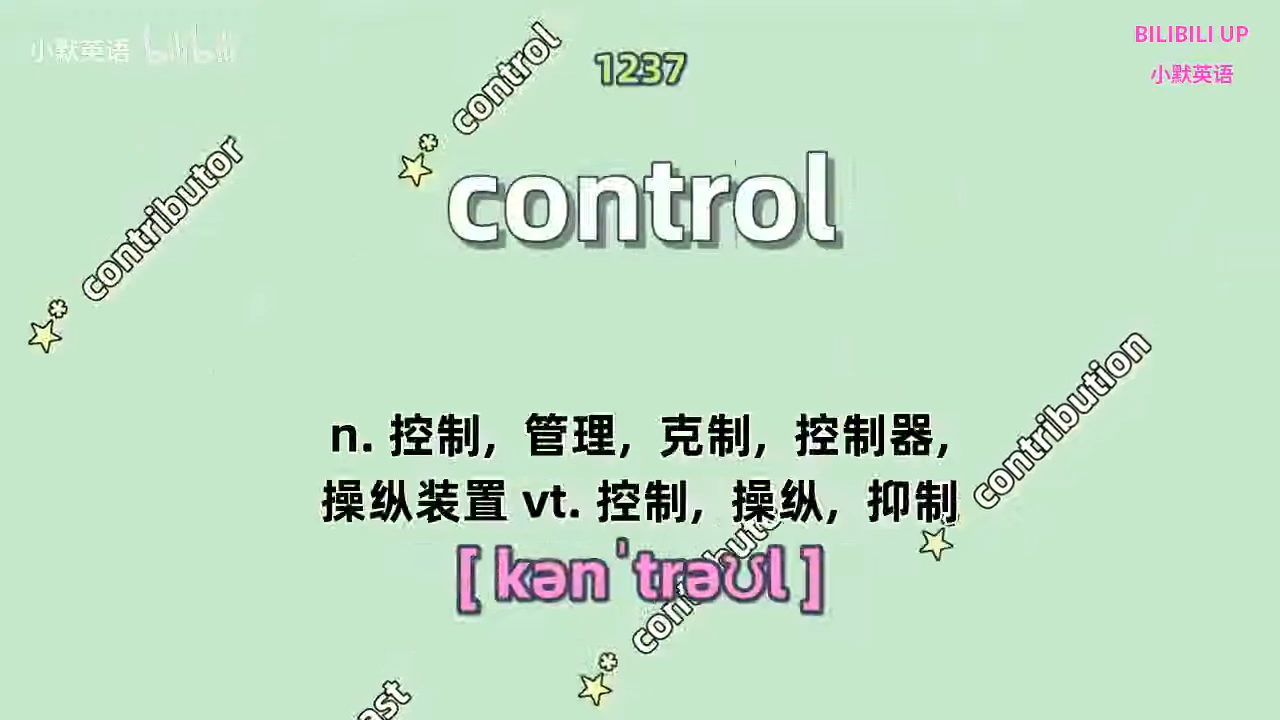 小默英语 bilibili
BILIBILI UP
小默英语
1237
control
control
contributor
n. 控制，管理，克制，控制器，
操纵装置 vt. 控制，操纵，抑制
[ kənˈtrəʊl ]
contribution